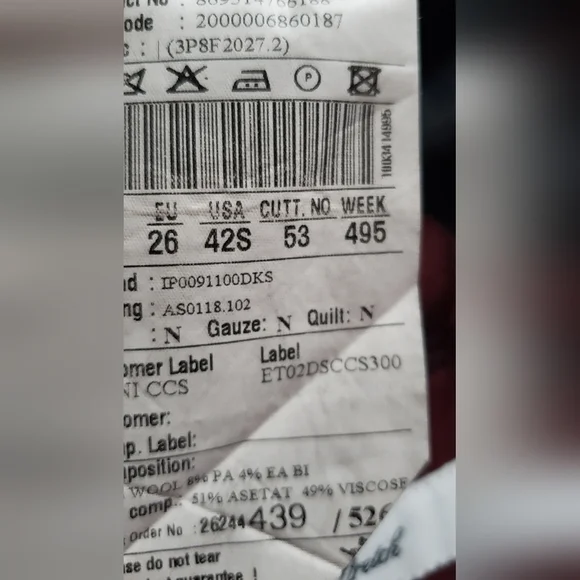 ode : 2000006860187
: (3P8F2027.2)
P
EU USA CUTT. NO WEEK
26 42S 53 495
d : IP0091100DKS
ng : AS0118.102
: N Gauze: N Quilt: N
omer Label Label
NI CCS ET02DSCCS300
omer:
p. Label:
position:
WOOL 8% PA 4% EA BI
comp.: 51% ASETAT 49% VISCOSE
Order No : 26244439 / 526
se do not tear